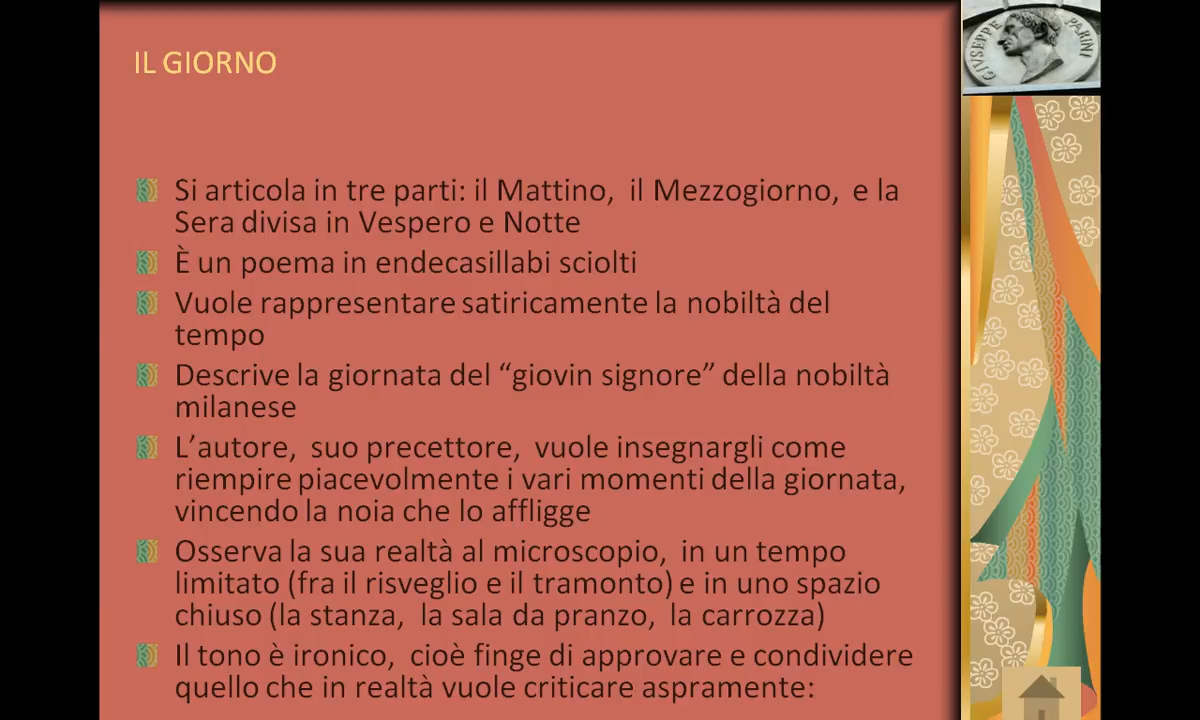 IL GIORNO
Si articola in tre parti: il Mattino, il Mezzogiorno, e la
Sera divisa in Vespero e Notte
È un poema in endecasillabi sciolti
Vuole rappresentare satiricamente la nobiltà del
tempo
Descrive la giornata del “giovin signore” della nobiltà
milanese
L’autore, suo precettore, vuole insegnargli come
riempire piacevolmente i vari momenti della giornata,
vincendo la noia che lo affligge
Osserva la sua realtà al microscopio, in un tempo
limitato (fra il risveglio e il tramonto) e in uno spazio
chiuso (la stanza, la sala da pranzo, la carrozza)
Il tono è ironico, cioè finge di approvare e condividere
quello che in realtà vuole criticare aspramente:
GIVSEPPE PARINI